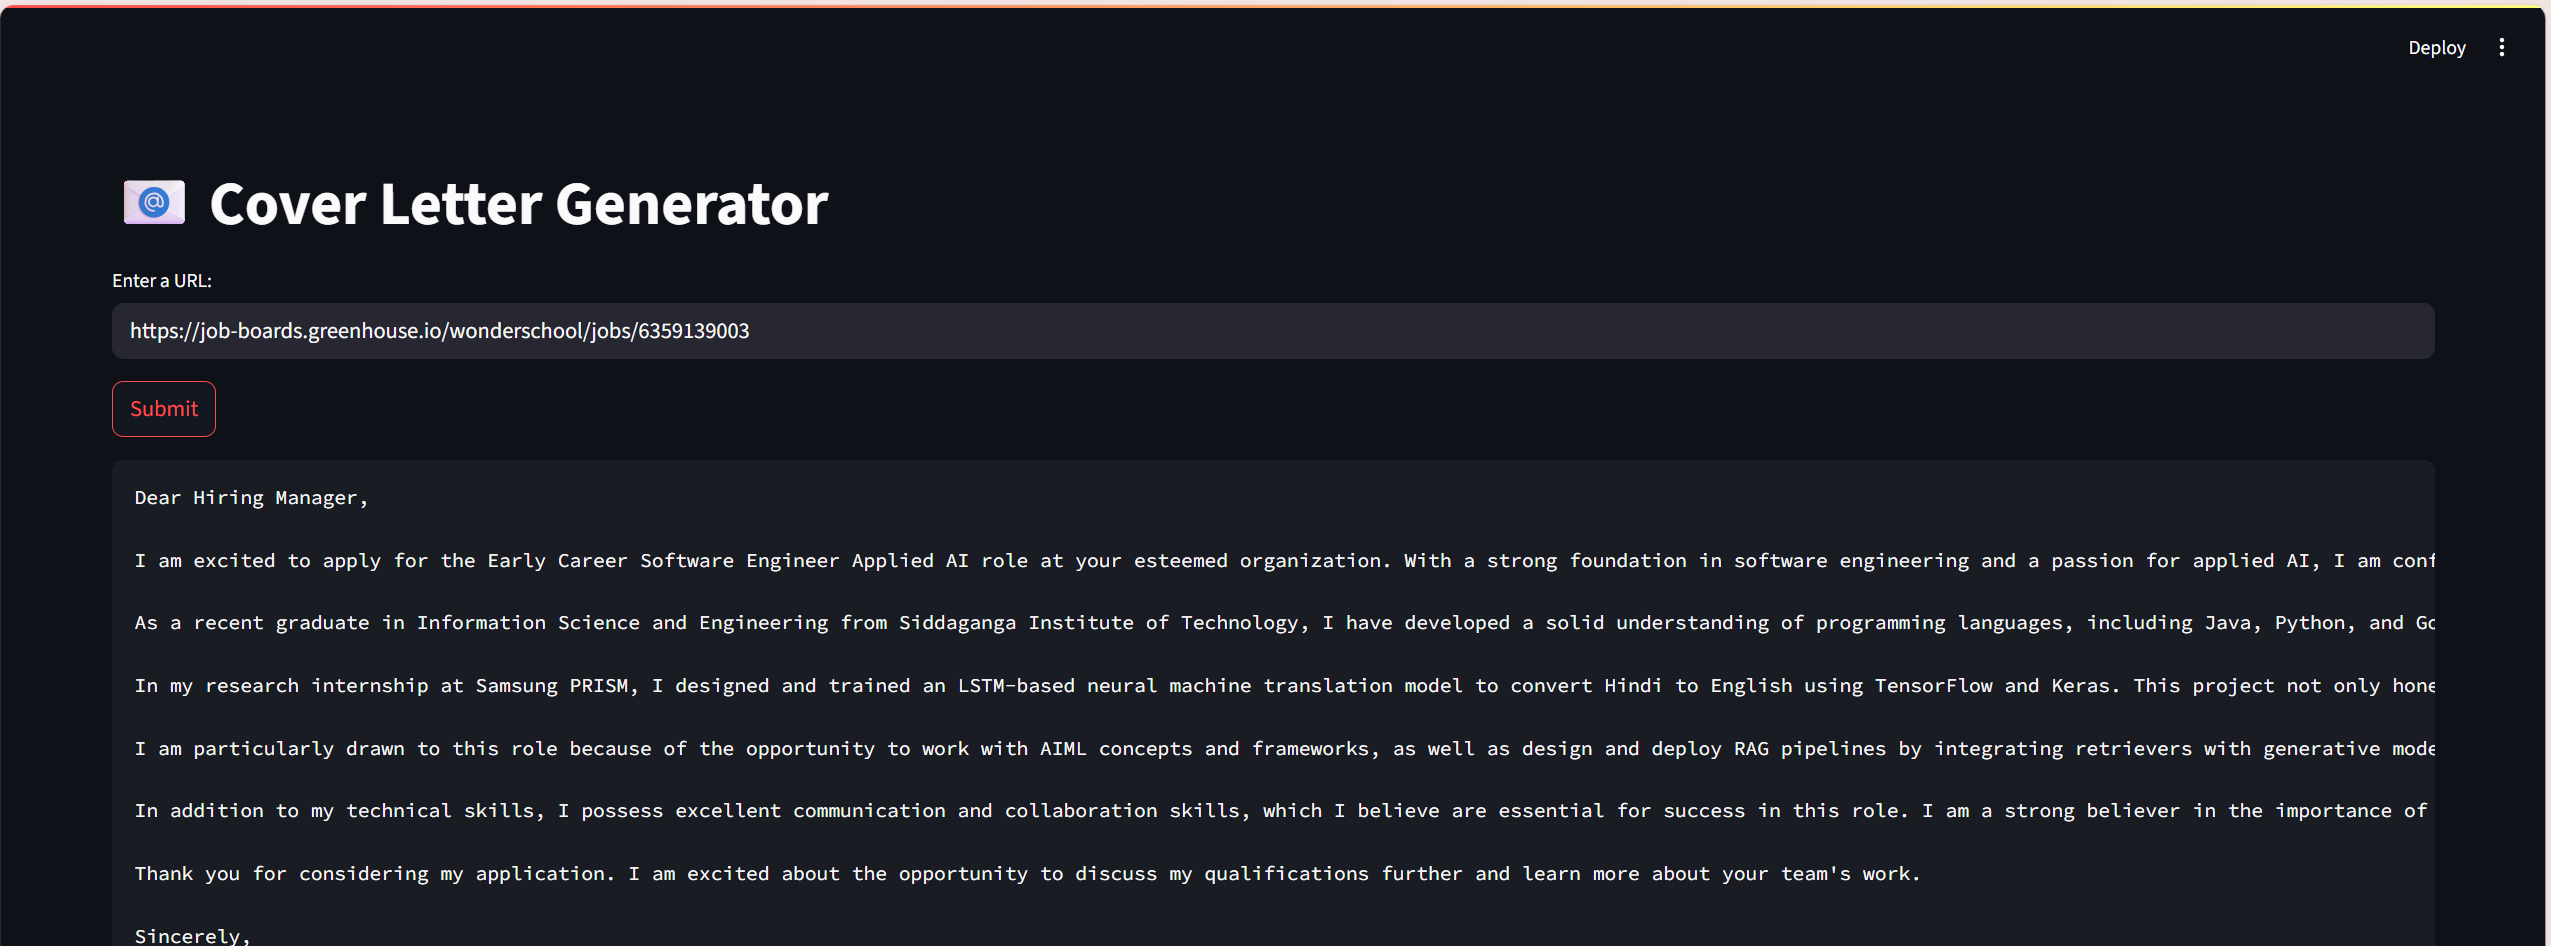 Deploy
Cover Letter Generator
Enter a URL:
https://job-boards.greenhouse.io/wonderschool/jobs/6359139003
Submit
Dear Hiring Manager,
I am excited to apply for the Early Career Software Engineer Applied AI role at your esteemed organization. With a strong foundation in software engineering and a passion for applied AI, I am
As a recent graduate in Information Science and Engineering from Siddaganga Institute of Technology, I have developed a solid understanding of programming languages, including Java, Python, and
In my research internship at Samsung PRISM, I designed and trained an LSTM-based neural machine translation model to convert Hindi to English using TensorFlow and Keras. This project not only
I am particularly drawn to this role because of the opportunity to work with AIML concepts and frameworks, as well as design and deploy RAG pipelines by integrating retrievers with generative
In addition to my technical skills, I possess excellent communication and collaboration skills, which I believe are essential for success in this role. I am a strong believer in the importance of
Thank you for considering my application. I am excited about the opportunity to discuss my qualifications further and learn more about your team's work.
Sincerely,